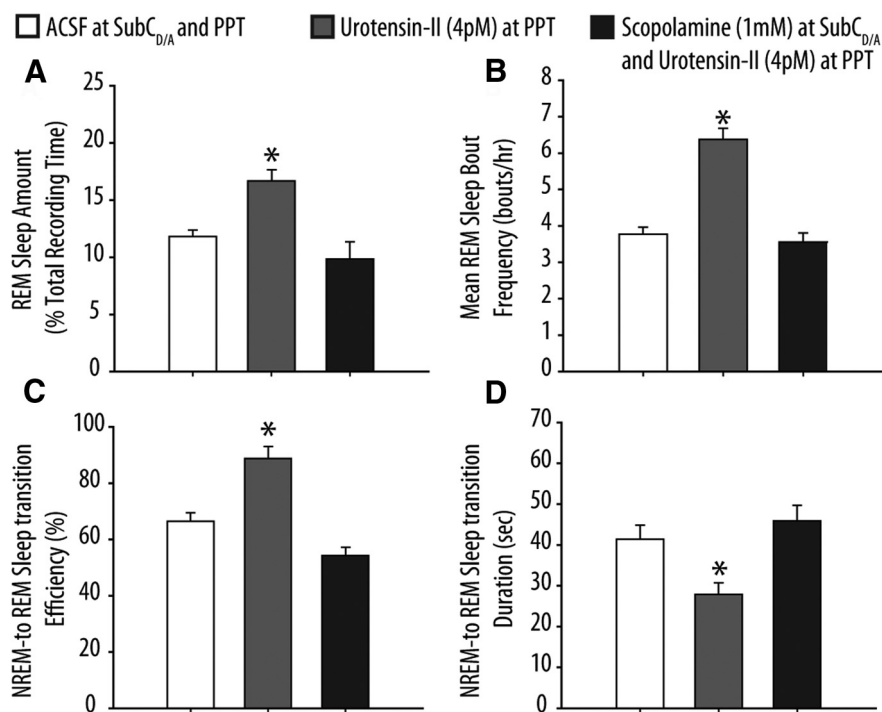 ACSF at SubC_D/A and PPT
Urotensin-II (4pM) at PPT
Scopolamine (1mM) at SubC_D/A
and Urotensin-II (4pM) at PPT
A
REM Sleep Amount
(% Total Recording Time)
25
20
15
10
5
0
*
B
Mean REM Sleep Bout
Frequency (bouts/hr)
8
7
6
5
4
3
2
1
0
*
C
NREM-to REM Sleep transition
Efficiency (%)
100
80
60
40
20
0
*
D
NREM-to REM Sleep transition
Duration (sec)
70
60
50
40
30
20
10
0
*